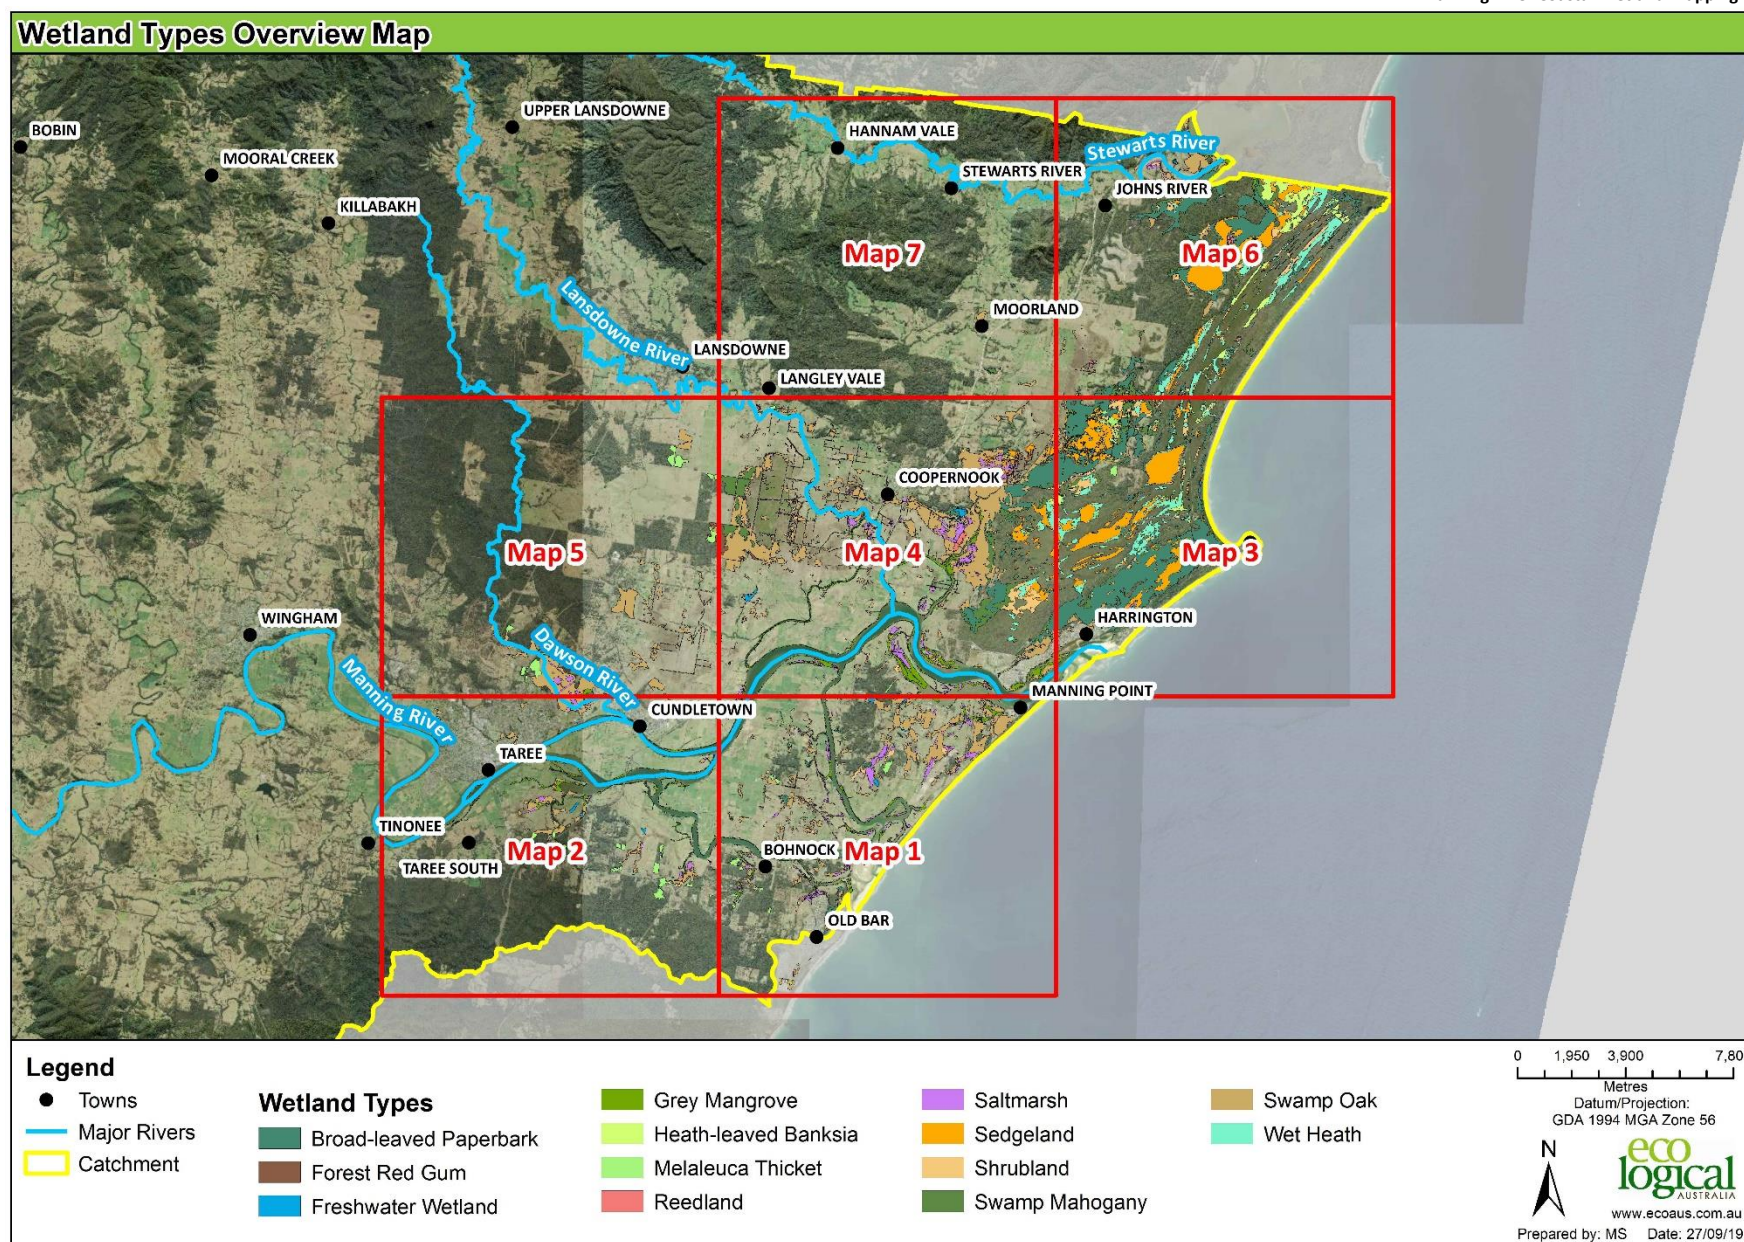 Wetland Types Overview Map
BOBIN
MOORAL CREEK
UPPER LANSDOWNE
KILLABAKH
HANNAM VALE
STEWARTS RIVER
Stewarts River
JOHNS RIVER
Map 7
Map 6
MOORLAND
Lansdowne River
LANSDOWNE
LANGLEY VALE
COOPERNOOK
Map 5
Map 4
Map 3
WINGHAM
HARRINGTON
Dawson River
Manning River
MANNING POINT
CUNDLETOWN
TAREE
TINONEE
TAREE SOUTH
Map 2
BOHNOCK
Map 1
OLD BAR
Legend
Towns
Major Rivers
Catchment
Wetland Types
Broad-leaved Paperbark
Forest Red Gum
Freshwater Wetland
Grey Mangrove
Heath-leaved Banksia
Melaleuca Thicket
Reedland
Saltmarsh
Sedgeland
Shrubland
Swamp Mahogany
Swamp Oak
Wet Heath
0 1,950 3,900 7,80
Metres
Datum/Projection:
GDA 1994 MGA Zone 56
N
eco
logical
AUSTRALIA
www.ecoaus.com.au
Prepared by: MS Date: 27/09/19